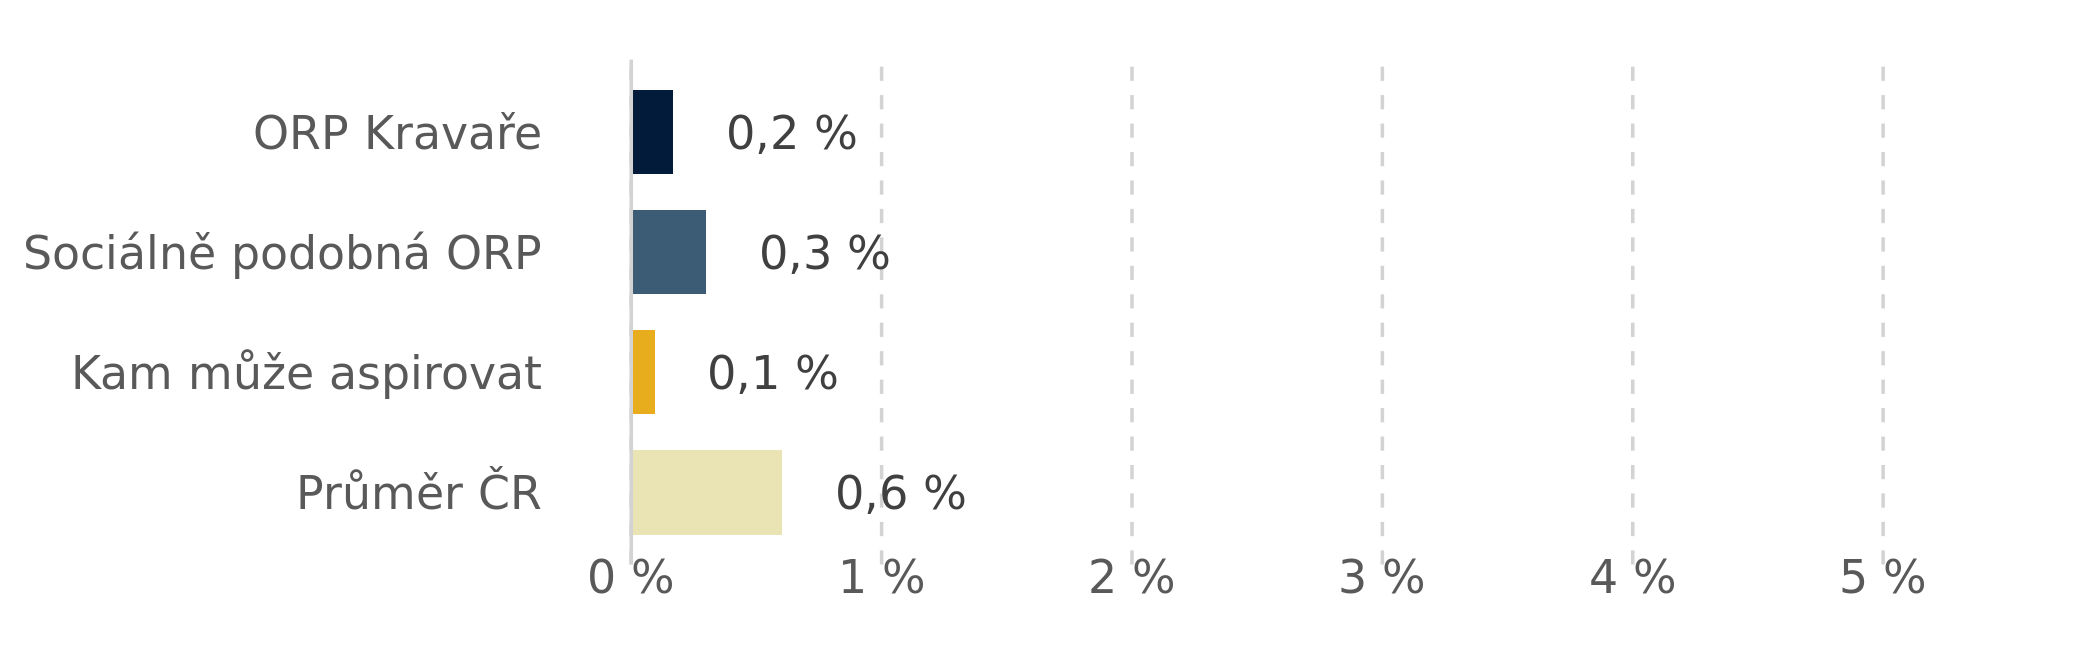 ORP Kravaře 0,2 %
Sociálně podobná ORP 0,3 %
Kam může aspirovat 0,1 %
Průměr ČR 0,6 %
0 % 1 % 2 % 3 % 4 % 5 %